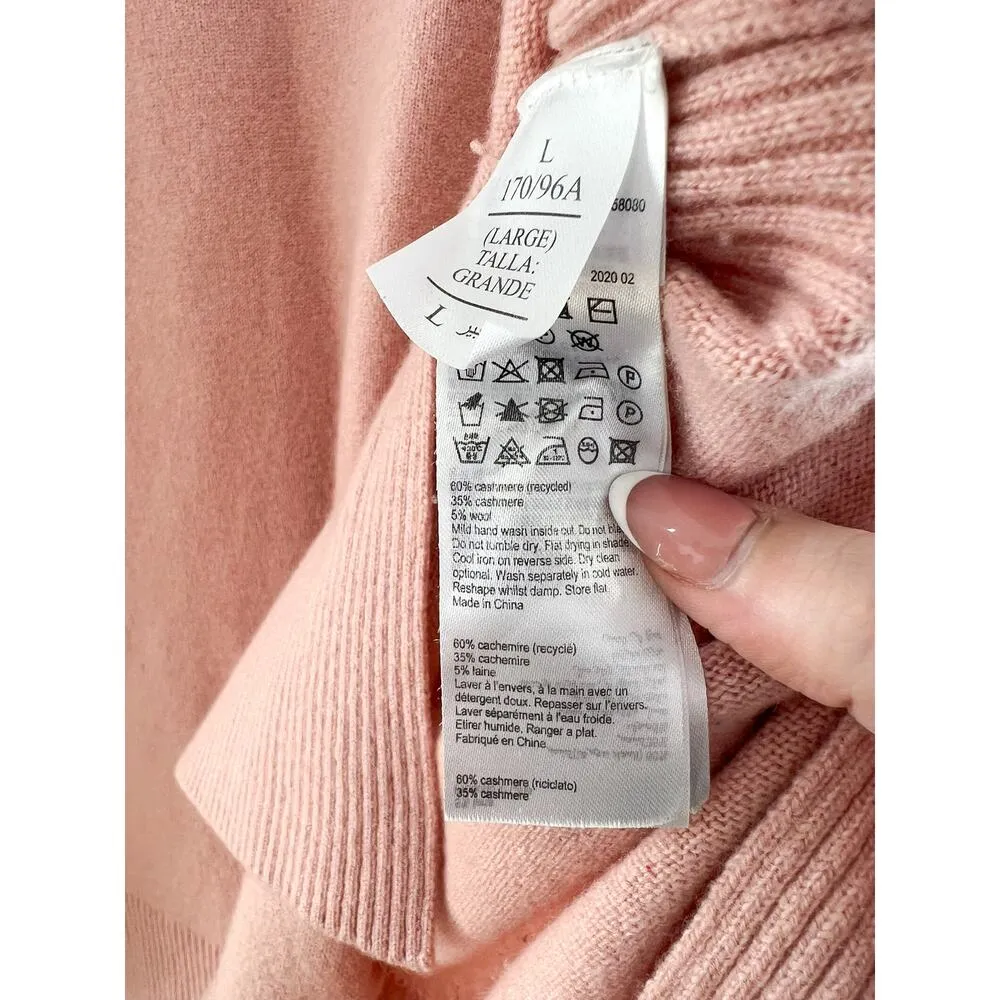 L
170/96A
(LARGE)
TALLA:
GRANDE
L
58080
2020 02
P
P
60% cashmere (recycled)
35% cashmere
5% wool
Mild hand wash inside out. Do not
Do not tumble dry. Flat drying in shade
Cool iron on reverse side. Dry clean
optional. Wash separately in cold water.
Reshape whilst damp. Store flat
Made in China
60% cachemire (recyclé)
35% cachemire
5% laine
Laver à l'envers, à la main avec un
détergent doux. Repasser sur l'envers.
Laver séparément à l'eau froide.
Etirer humide. Ranger a plat.
Fabriqué en Chine
60% cashmere (riciclato)
35% cashmere